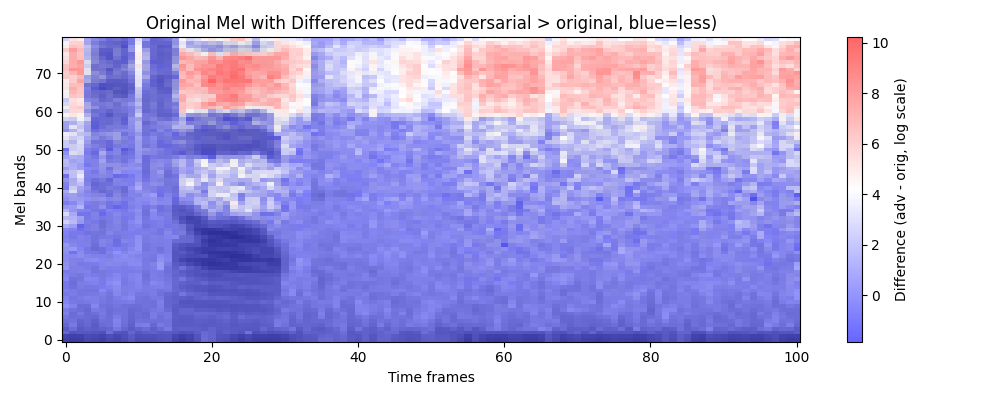 Original Mel with Differences (red=adversarial > original, blue=less)
Mel bands
70
60
50
40
30
20
10
0
0 20 40 60 80 100
Time frames
10
8
6
4
2
0
Difference (adv - orig, log scale)